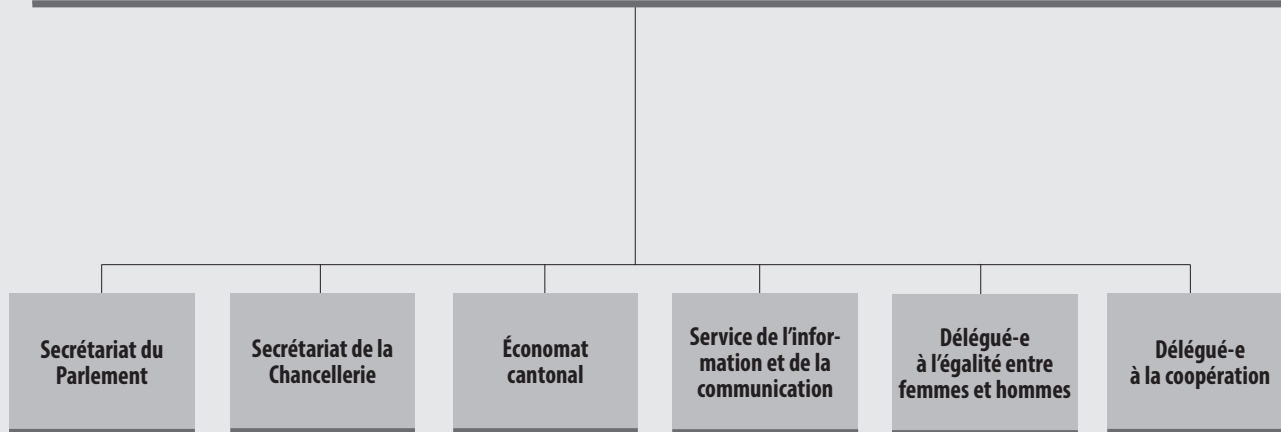 Secrétariat du
Parlement
Secrétariat de la
Chancellerie
Économat
cantonal
Service de l'infor-
mation et de la
communication
Délégué-e
à l'égalité entre
femmes et hommes
Délégué-e
à la coopération